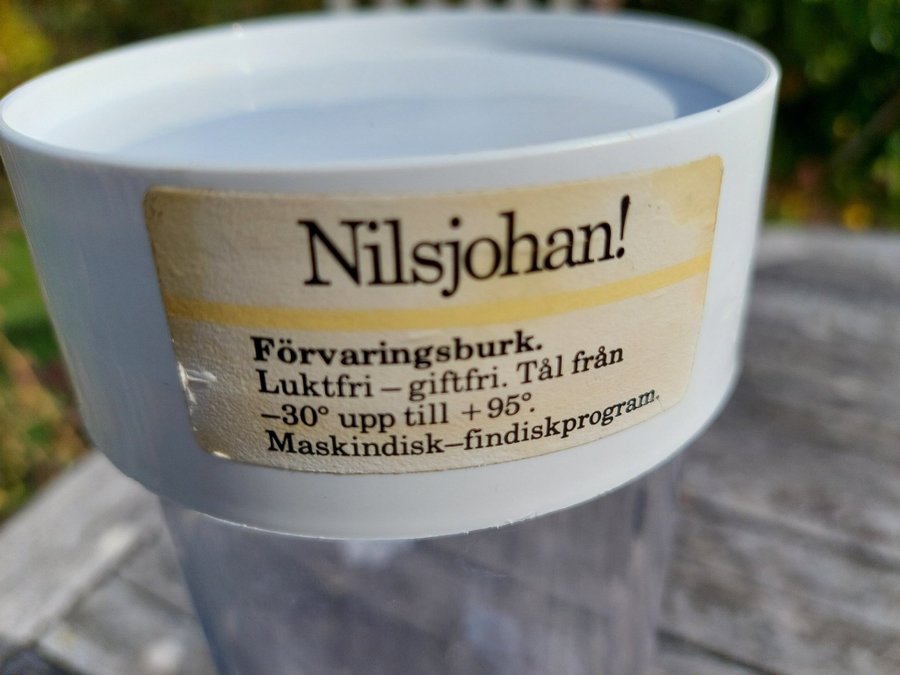 Nilsjohan!
Förvaringsburk.
Luktfri – giftfri. Tål från
–30° upp till +95°.
Maskindisk–findiskprogram.